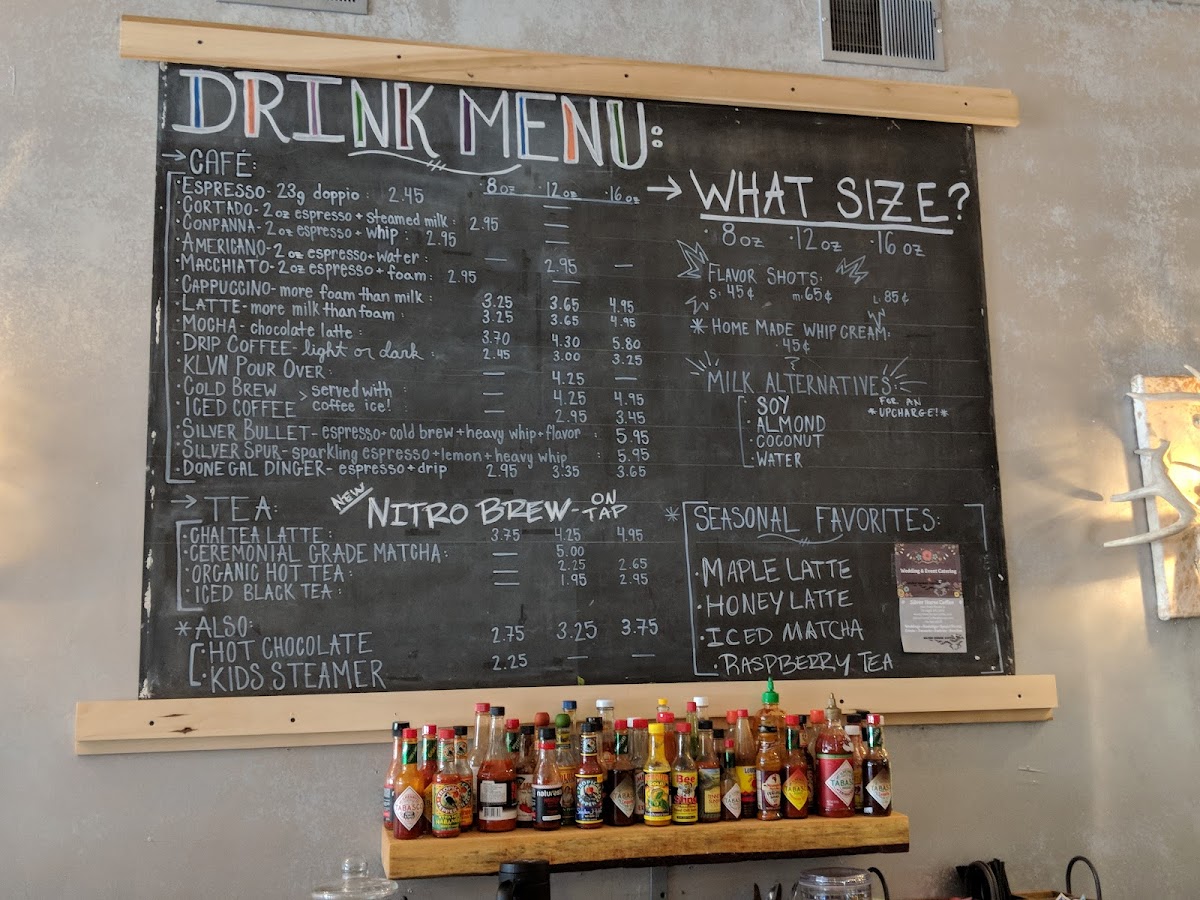 DRINK MENU:
→ CAFÉ:
8oz 12oz 16oz
· ESPRESSO- 23g doppio : 2.45 —
· CORTADO- 2oz espresso + steamed milk : 2.95 —
· CONPANNA- 2oz espresso + whip : 2.95 —
· AMERICANO- 2oz espresso + water : — 2.95 —
· MACCHIATO- 2oz espresso + foam : 2.95 —
· CAPPUCCINO- more foam than milk : 3.25 3.65 4.95
· LATTE- more milk than foam : 3.25 3.65 4.95
· MOCHA- chocolate latte : 3.70 4.30 5.80
· DRIP COFFEE- light or dark : 2.45 3.00 3.25
· KLVN POUR OVER : — 4.25 —
· COLD BREW > served with : — 4.25 4.95
· ICED COFFEE coffee ice! — 2.95 3.45
· SILVER BULLET- espresso + cold brew + heavy whip + flavor : 5.95
· SILVER SPUR- sparkling espresso + lemon + heavy whip : 5.95
· DONEGAL DINGER- espresso + drip 2.95 3.35 3.65
NEW NITRO BREW- ON TAP
→ TEA:
· CHAI TEA LATTE : 3.75 4.25 4.95
· CEREMONIAL GRADE MATCHA : — 5.00
· ORGANIC HOT TEA : — 2.25 2.65
· ICED BLACK TEA : — 1.95 2.95
* ALSO:
· HOT CHOCOLATE 2.75 3.25 3.75
· KIDS STEAMER 2.25 — —
→ WHAT SIZE?
· 8oz · 12oz · 16oz
FLAVOR SHOTS:
S: 45¢ m: 65¢ L: 85¢
* HOME MADE WHIP CREAM:
· 45¢
MILK ALTERNATIVES:
FOR AN
*UPCHARGE!*
· SOY
· ALMOND
· COCONUT
· WATER
* SEASONAL FAVORITES:
· MAPLE LATTE
· HONEY LATTE
· ICED MATCHA
· RASPBERRY TEA
Wedding & Event Catering
TABASCO
TABASCO
TABASCO
TABASCO